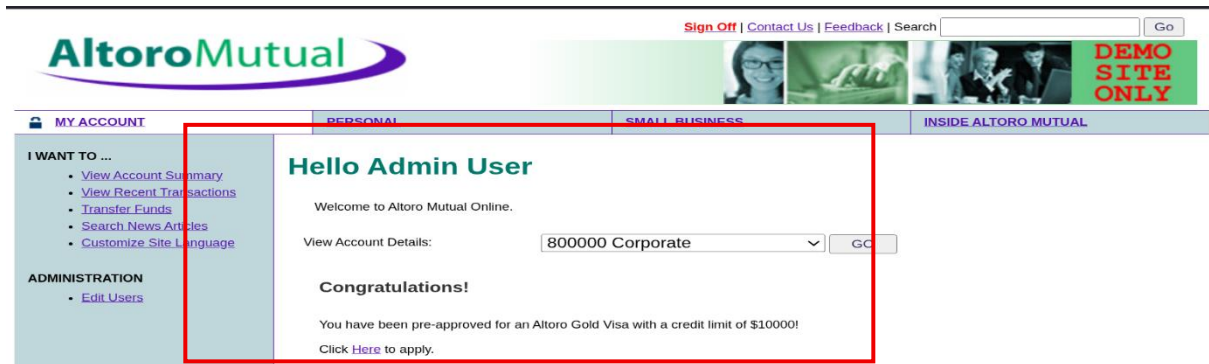 Sign Off | Contact Us | Feedback | Search Go
AltoroMutual
DEMO
SITE
ONLY
MY ACCOUNT PERSONAL SMALL BUSINESS INSIDE ALTORO MUTUAL
I WANT TO ...
• View Account Summary
• View Recent Transactions
• Transfer Funds
• Search News Articles
• Customize Site Language
ADMINISTRATION
• Edit Users
Hello Admin User
Welcome to Altoro Mutual Online.
View Account Details: 800000 Corporate GO
Congratulations!
You have been pre-approved for an Altoro Gold Visa with a credit limit of $10000!
Click Here to apply.